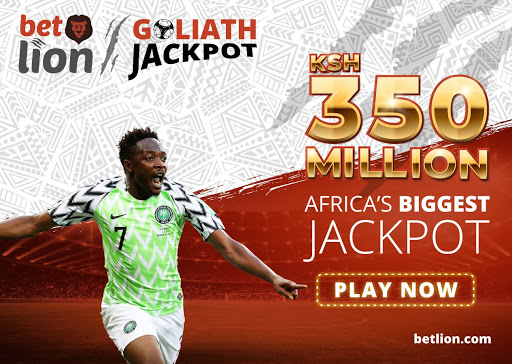 bet
lion
GOLIATH
JACKPOT
KSH
350
MILLION
AFRICA'S BIGGEST
JACKPOT
PLAY NOW
7
betlion.com